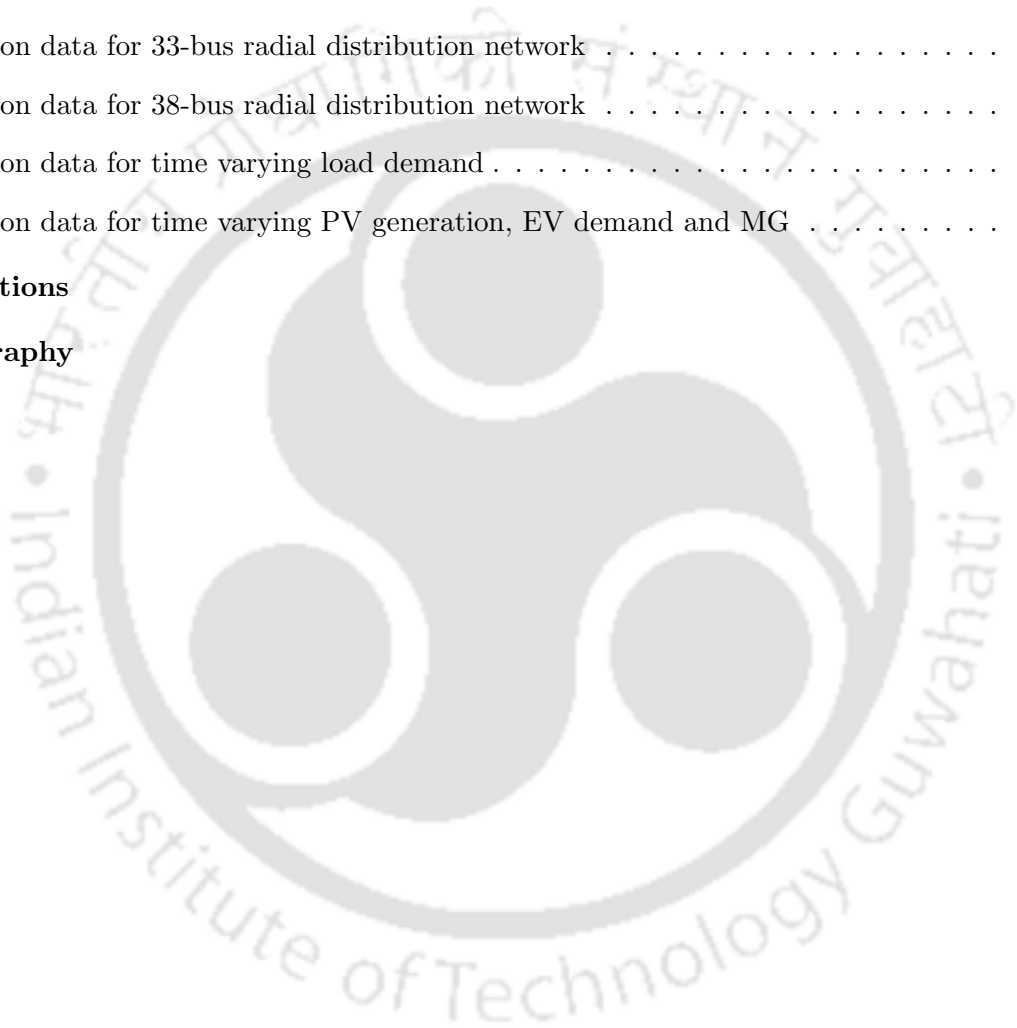 on data for 33-bus radial distribution network . . . . . . . . . . . . . . . . . .
on data for 38-bus radial distribution network . . . . . . . . . . . . . . . . . .
on data for time varying load demand . . . . . . . . . . . . . . . . . . . . . . .
on data for time varying PV generation, EV demand and MG . . . . . . . . .
tions
raphy
भारतीय प्रौद्योगिकी संस्थान गुवाहाटी
Indian Institute of Technology Guwahati